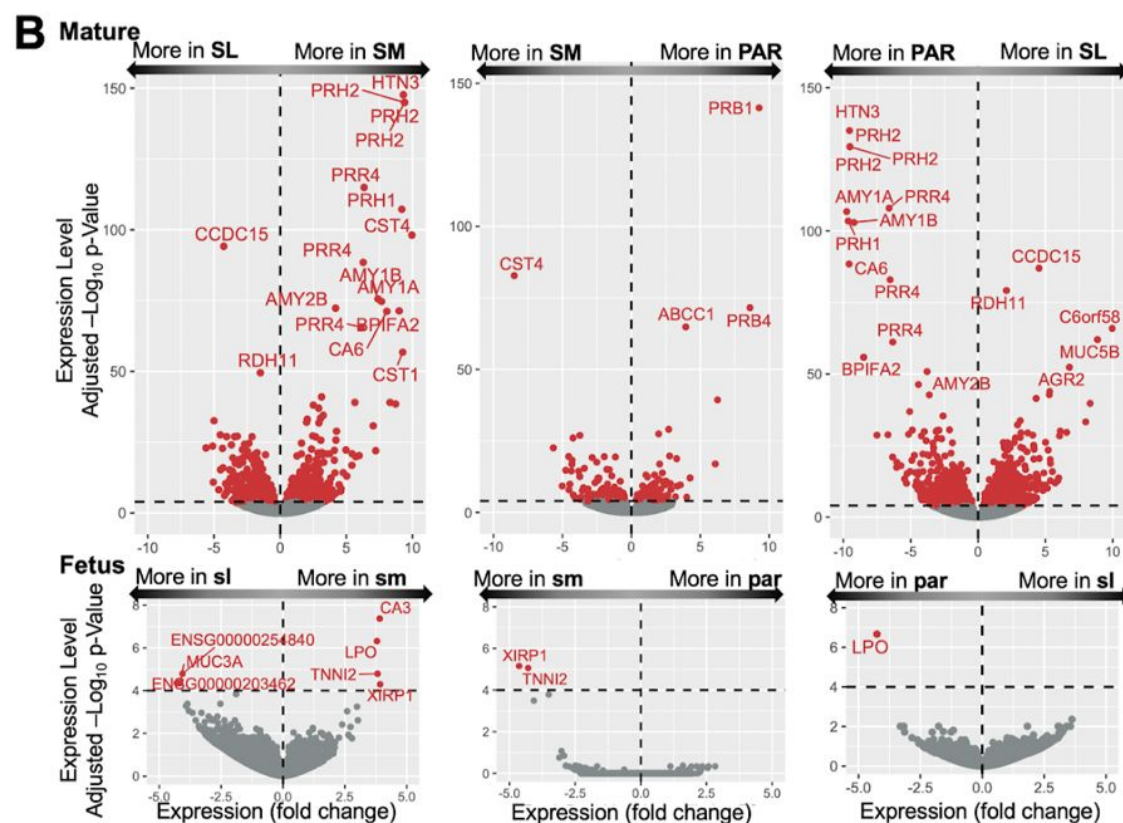 B Mature
More in SL More in SM
More in SM More in PAR
More in PAR More in SL
Expression Level
Adjusted –Log10 p-Value
150
100
50
0
HTN3
PRH2
PRH2
PRH2
PRR4
PRH1
CST4
CCDC15
PRR4
AMY1B
AMY1A
AMY2B
PRR4
BPIFA2
CA6
RDH11
CST1
-10 -5 0 5 10
150
100
50
0
PRB1
CST4
ABCC1
PRB4
-10 -5 0 5 10
150
100
50
0
HTN3
PRH2
PRH2
PRH2
AMY1A
PRR4
AMY1B
PRH1
CA6
CCDC15
PRR4
RDH11
C6orf58
PRR4
MUC5B
BPIFA2
AMY2B
AGR2
-10 -5 0 5 10
Fetus
More in sl More in sm
More in sm More in par
More in par More in sl
Expression Level
Adjusted –Log10 p-Value
8
6
4
2
0
CA3
ENSG00000254840
LPO
MUC3A
TNNI2
ENSG00000203462
XIRP1
-5.0 -2.5 0.0 2.5 5.0
Expression (fold change)
8
6
4
2
0
XIRP1
TNNI2
-5.0 -2.5 0.0 2.5 5.0
Expression (fold change)
8
6
4
2
0
LPO
-5.0 -2.5 0.0 2.5 5.0
Expression (fold change)